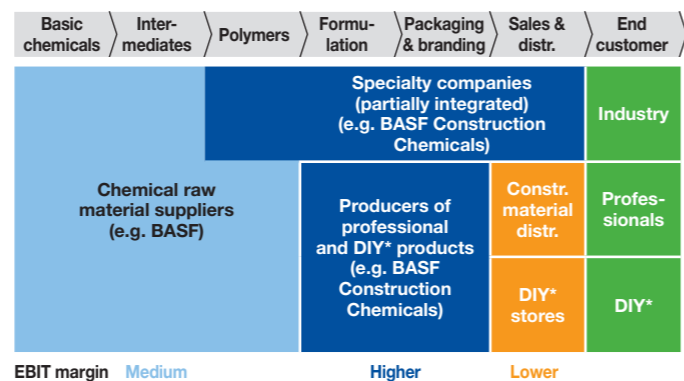 Basic
chemicals
Inter-
mediates
Polymers
Formu-
lation
Packaging
& branding
Sales &
distr.
End
customer
Specialty companies
(partially integrated)
(e.g. BASF Construction
Chemicals)
Industry
Chemical raw
material suppliers
(e.g. BASF)
Producers of
professional
and DIY* products
(e.g. BASF
Construction
Chemicals)
Constr.
material
distr.
Profes-
sionals
DIY*
stores
DIY*
EBIT margin Medium Higher Lower